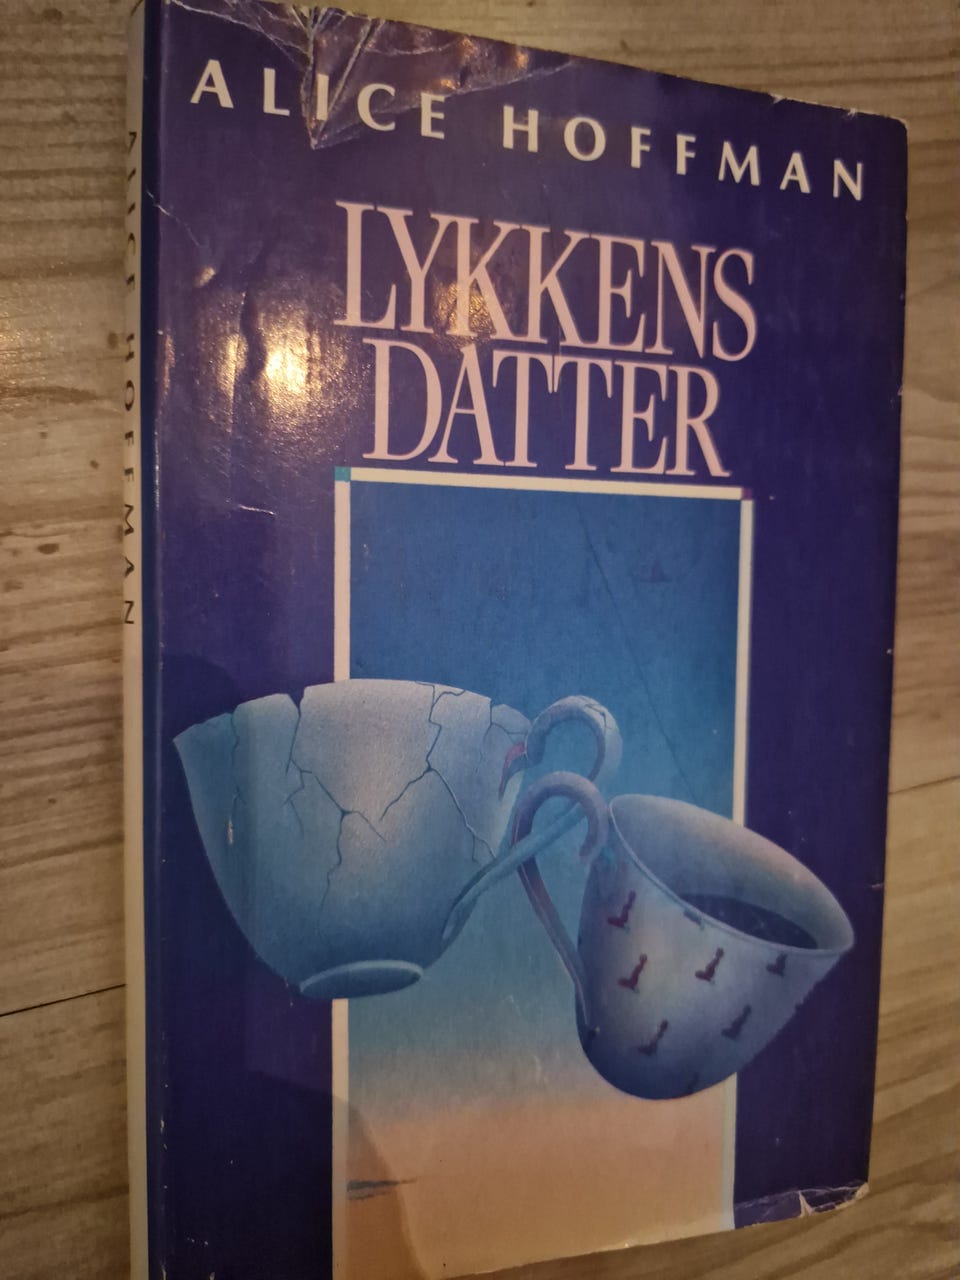 ALICE HOFFMAN
LYKKENS
DATTER
ALICE HOFFMAN